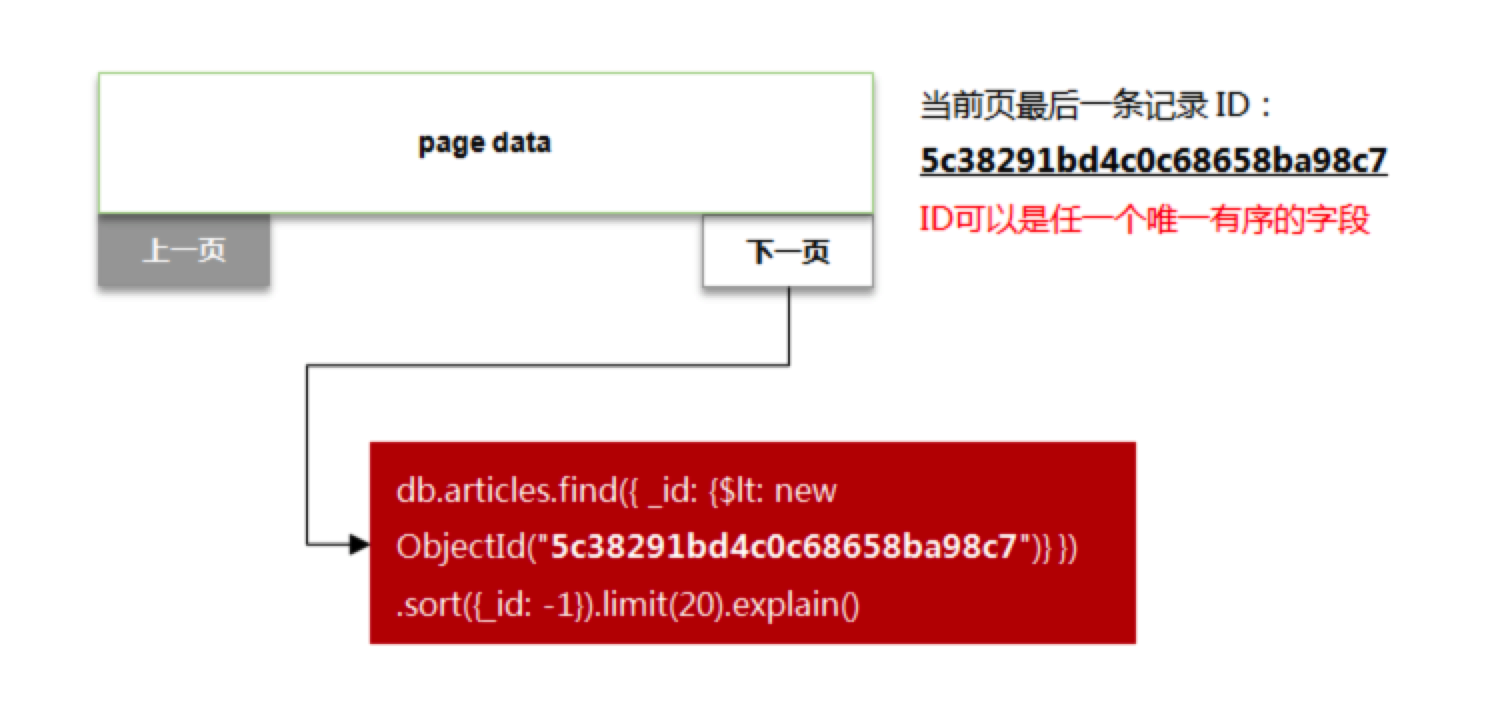 page data
当前页最后一条记录 ID：
5c38291bd4c0c68658ba98c7
ID可以是任一个唯一有序的字段
上一页
下一页
db.articles.find({ _id: {$lt: new
ObjectId("5c38291bd4c0c68658ba98c7")} })
.sort({_id: -1}).limit(20).explain()